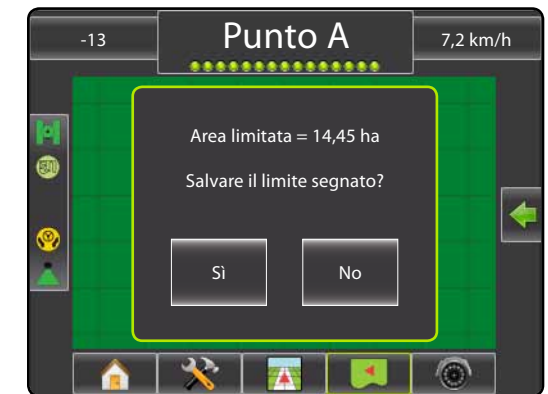 -13
Punto A
7,2 km/h
Area limitata = 14,45 ha
Salvare il limite segnato?
Sì
No